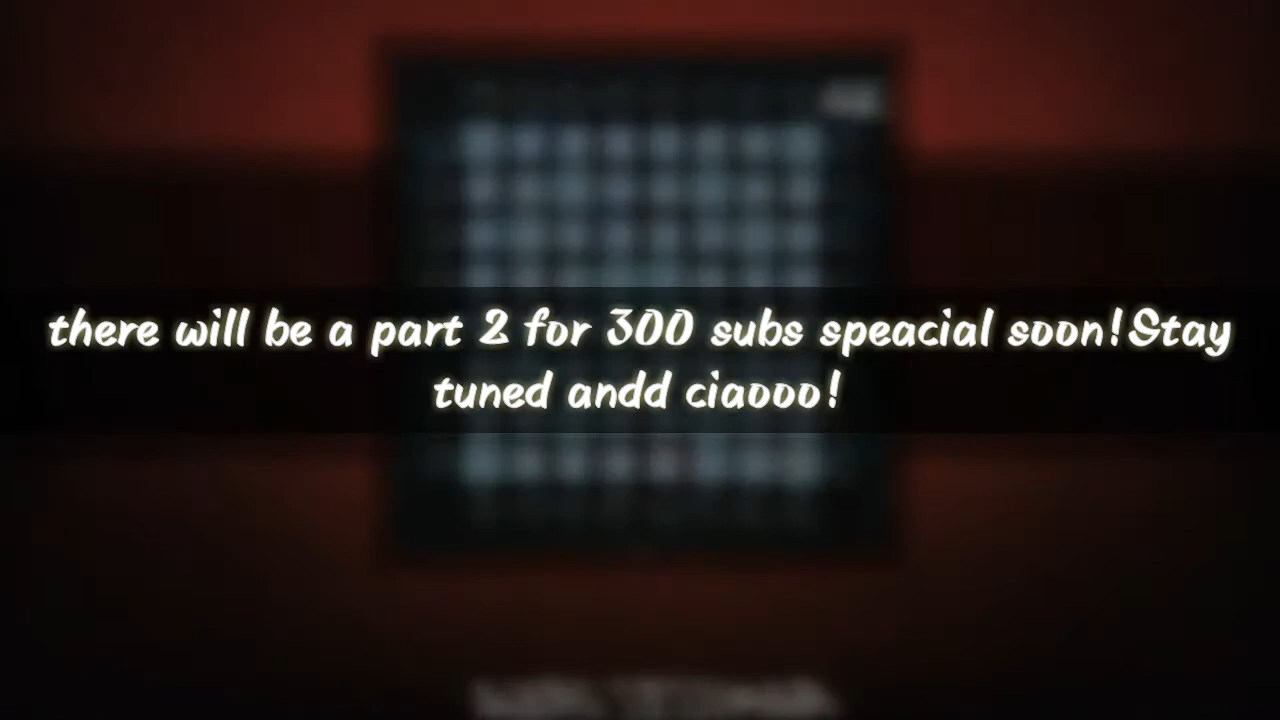 there will be a part 2 for 300 subs speacial soon!Stay
tuned andd ciaooo!